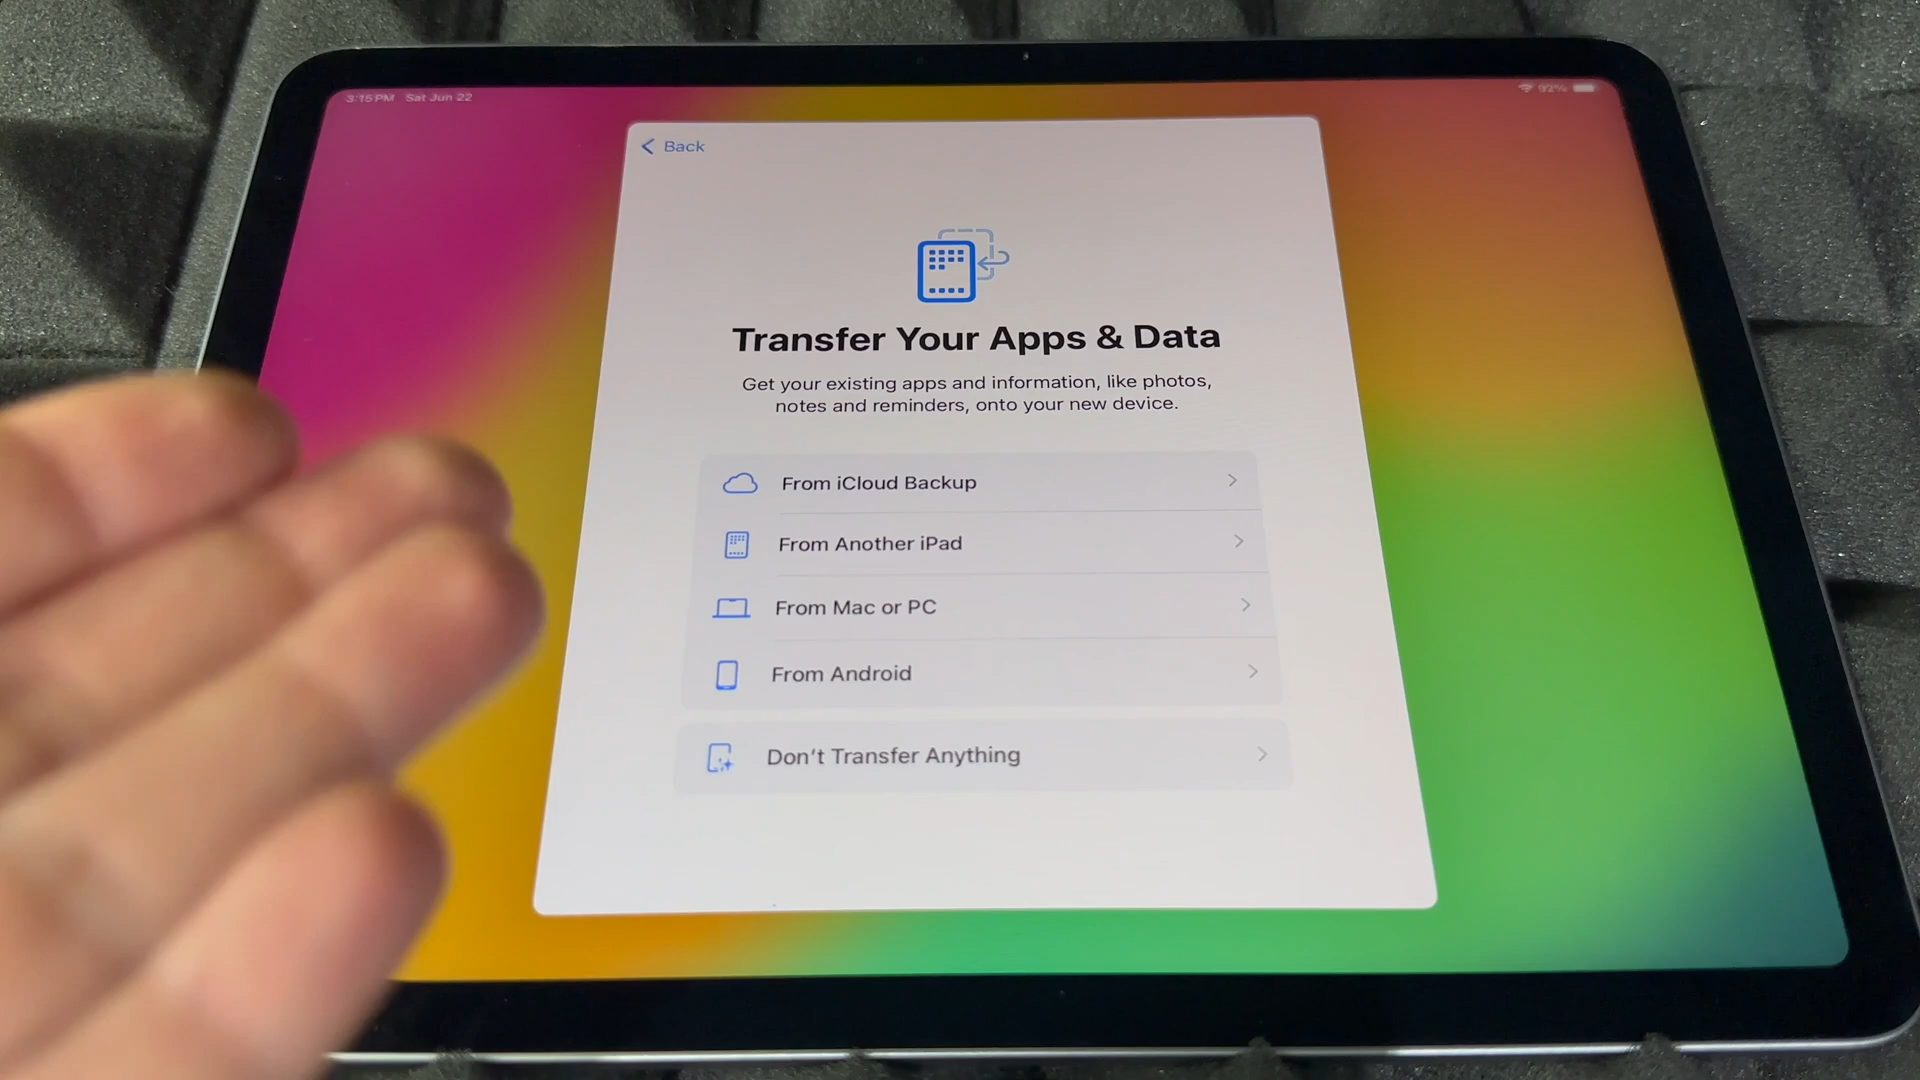 3:15 PM Sat Jun 22
92%
Back
Transfer Your Apps & Data
Get your existing apps and information, like photos,
notes and reminders, onto your new device.
From iCloud Backup
From Another iPad
From Mac or PC
From Android
Don't Transfer Anything